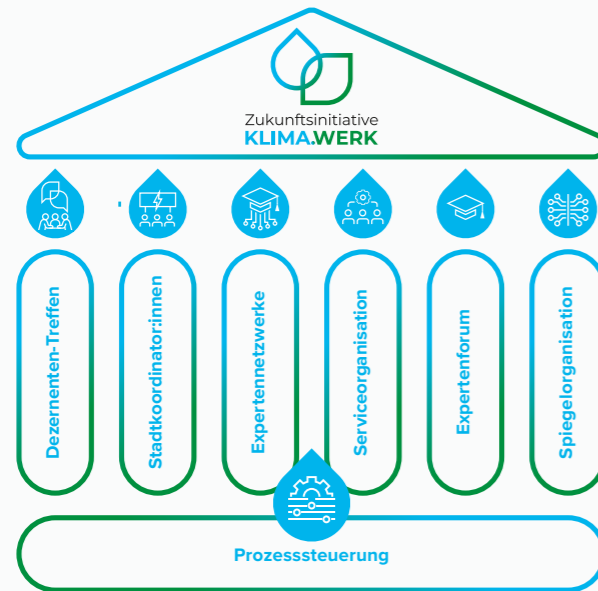 Zukunftsinitiative
KLIMA.WERK
Dezernenten-Treffen
Stadtkoordinator:innen
Expertennetzwerke
Serviceorganisation
Expertenforum
Spiegelorganisation
Prozesssteuerung